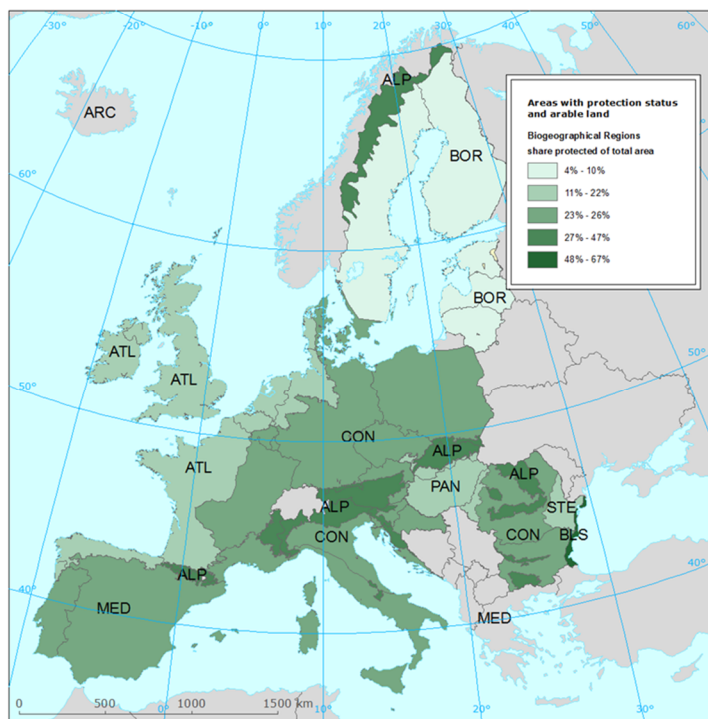 -30°
-20°
-10°
0°
10°
20°
30°
40°
50°
60°
70°
ALP
ARC
Areas with protection status
and arable land
Biogeographical Regions
share protected of total area
4% - 10%
11% - 22%
23% - 26%
27% - 47%
48% - 67%
BOR
60°
BOR
ATL
ATL
50°
50°
CON
ATL
ALP
PAN
ALP
ALP
STE
CON
CON
BLS
ALP
40°
40°
MED
MED
0 500 1000 1500 km
0°
10°
20°
30°